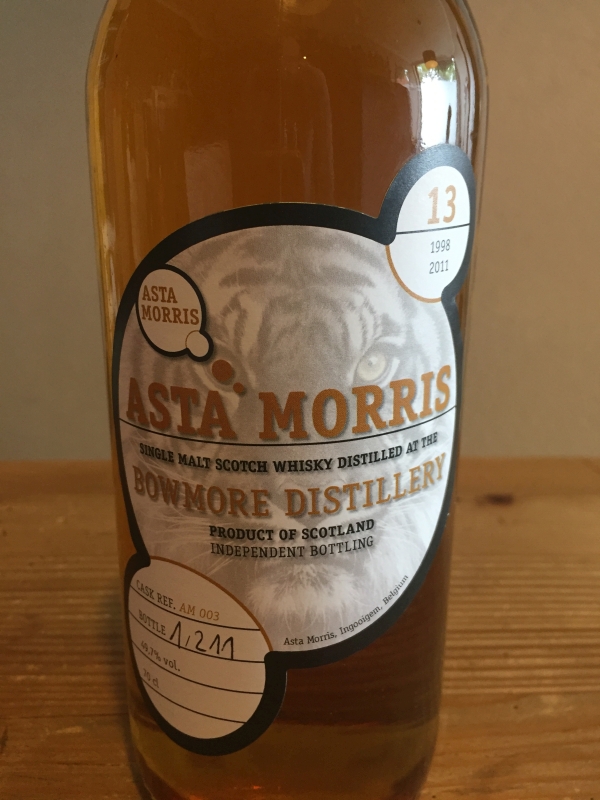 13
1998
2011
ASTA
MORRIS
ASTA MORRIS
SINGLE MALT SCOTCH WHISKY DISTILLED AT THE
BOWMORE DISTILLERY
PRODUCT OF SCOTLAND
INDEPENDENT BOTTLING
Asta Morris, Ingooigem, Belgium
CASK REF. AM 003
BOTTLE 1/211
49,7% vol.
70 cl